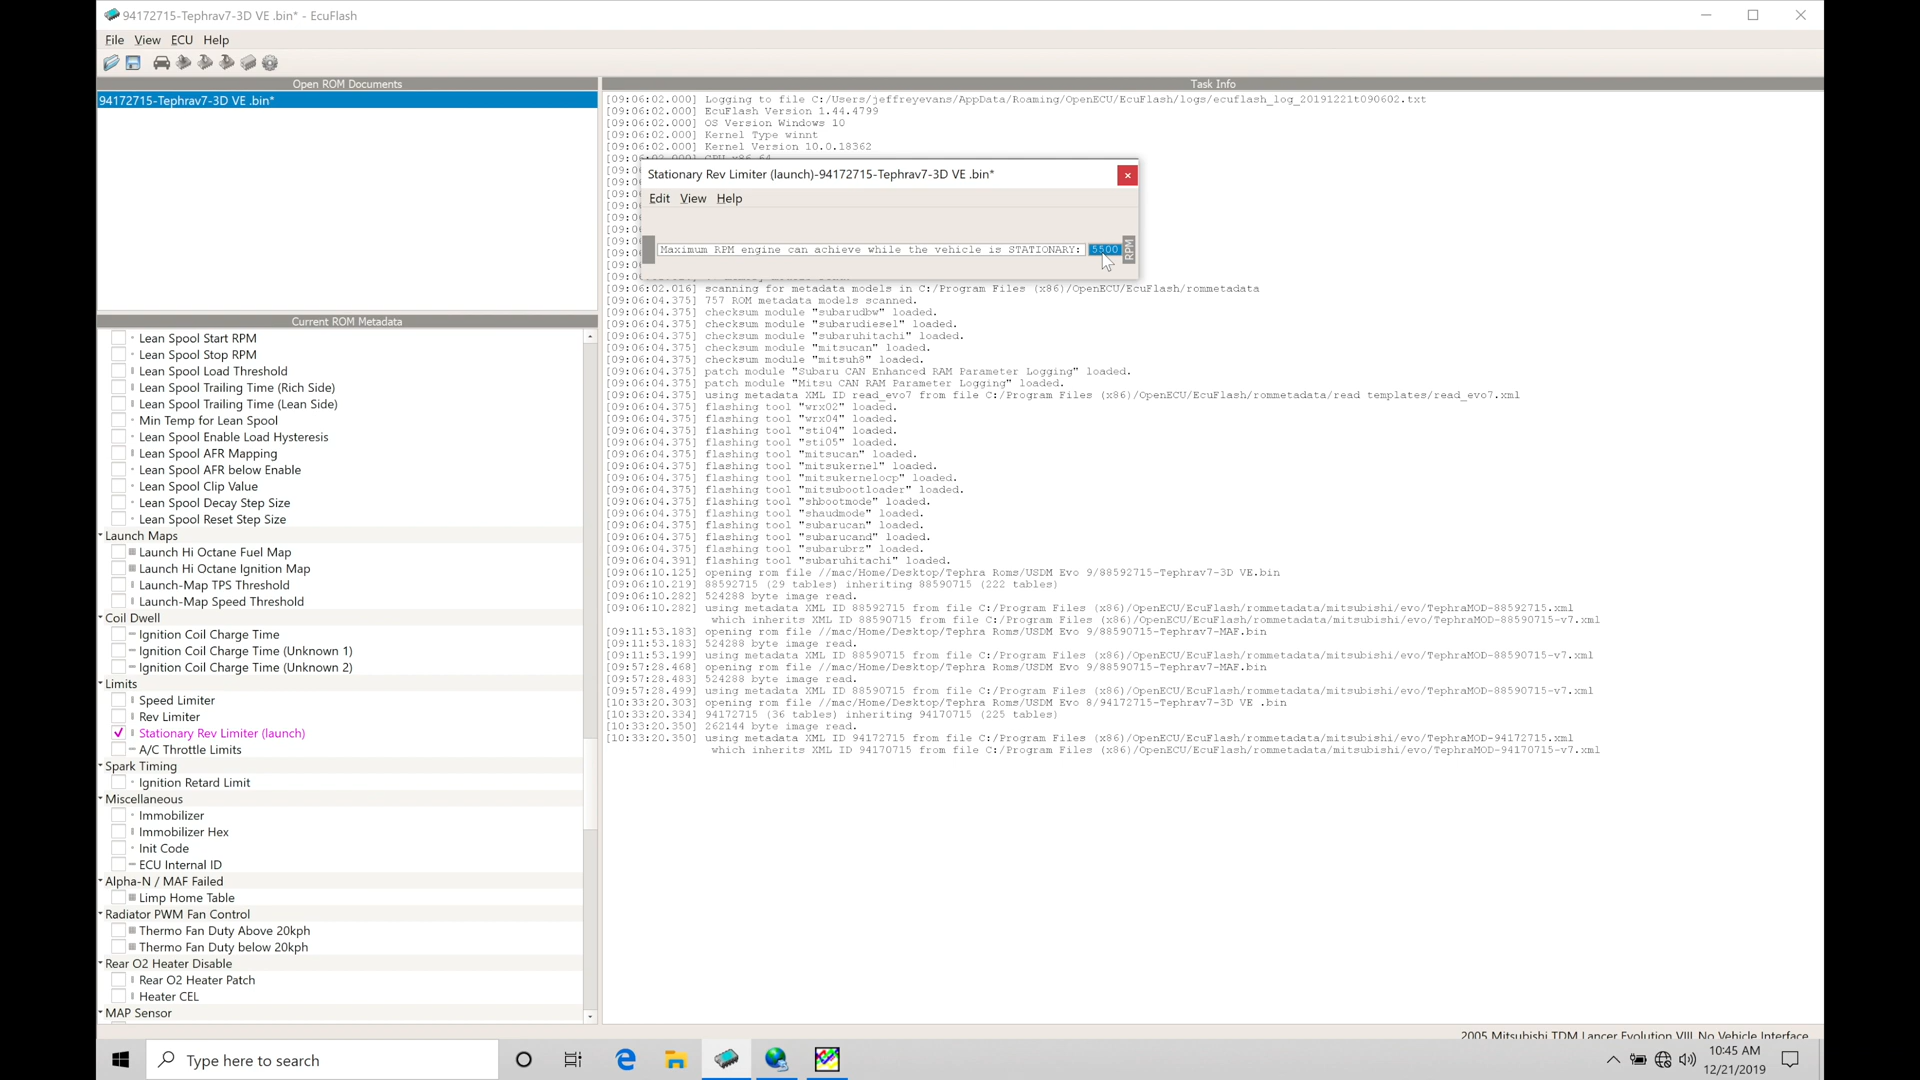 94172715-Tephrav7-3D VE .bin* - EcuFlash
File View ECU Help
Open ROM Documents
94172715-Tephrav7-3D VE .bin*
Current ROM Metadata
Lean Spool Start RPM
Lean Spool Stop RPM
Lean Spool Load Threshold
Lean Spool Trailing Time (Rich Side)
Lean Spool Trailing Time (Lean Side)
Min Temp for Lean Spool
Lean Spool Enable Load Hysteresis
Lean Spool AFR Mapping
Lean Spool AFR below Enable
Lean Spool Clip Value
Lean Spool Decay Step Size
Lean Spool Reset Step Size
Launch Maps
Launch Hi Octane Fuel Map
Launch Hi Octane Ignition Map
Launch-Map TPS Threshold
Launch-Map Speed Threshold
Coil Dwell
Ignition Coil Charge Time
Ignition Coil Charge Time (Unknown 1)
Ignition Coil Charge Time (Unknown 2)
Limits
Speed Limiter
Rev Limiter
Stationary Rev Limiter (launch)
A/C Throttle Limits
Spark Timing
Ignition Retard Limit
Miscellaneous
Immobilizer
Immobilizer Hex
Init Code
ECU Internal ID
Alpha-N / MAF Failed
Limp Home Table
Radiator PWM Fan Control
Thermo Fan Duty Above 20kph
Thermo Fan Duty below 20kph
Rear O2 Heater Disable
Rear O2 Heater Patch
Heater CEL
MAP Sensor
Task Info
[09:06:02.000] Logging to file C:/Users/jeffreyevans/AppData/Roaming/OpenECU/EcuFlash/logs/ecuflash_log_20191221t090602.txt
[09:06:02.000] EcuFlash Version 1.44.4799
[09:06:02.000] OS Version Windows 10
[09:06:02.000] Kernel Type winnt
[09:06:02.000] Kernel Version 10.0.18362
Stationary Rev Limiter (launch)-94172715-Tephrav7-3D VE .bin*
Edit View Help
Maximum RPM engine can achieve while the vehicle is STATIONARY: 5500 RPM
[09:06:02.016] scanning for metadata models in C:/Program Files (x86)/OpenECU/EcuFlash/rommetadata
[09:06:04.375] 757 ROM metadata models scanned.
[09:06:04.375] checksum module "subarudbw" loaded.
[09:06:04.375] checksum module "subarudiesel" loaded.
[09:06:04.375] checksum module "subaruhitachi" loaded.
[09:06:04.375] checksum module "mitsucan" loaded.
[09:06:04.375] checksum module "mitsuh8" loaded.
[09:06:04.375] patch module "Subaru CAN Enhanced RAM Parameter Logging" loaded.
[09:06:04.375] patch module "Mitsu CAN RAM Parameter Logging" loaded.
[09:06:04.375] using metadata XML ID read_evo7 from file C:/Program Files (x86)/OpenECU/EcuFlash/rommetadata/read templates/read_evo7.xml
[09:06:04.375] flashing tool "wrx02" loaded.
[09:06:04.375] flashing tool "wrx04" loaded.
[09:06:04.375] flashing tool "sti04" loaded.
[09:06:04.375] flashing tool "sti05" loaded.
[09:06:04.375] flashing tool "mitsucan" loaded.
[09:06:04.375] flashing tool "mitsukernel" loaded.
[09:06:04.375] flashing tool "mitsukernelocp" loaded.
[09:06:04.375] flashing tool "mitsubootloader" loaded.
[09:06:04.375] flashing tool "shbootmode" loaded.
[09:06:04.375] flashing tool "shaudmode" loaded.
[09:06:04.375] flashing tool "subarucan" loaded.
[09:06:04.375] flashing tool "subarucand" loaded.
[09:06:04.375] flashing tool "subarubrz" loaded.
[09:06:04.391] flashing tool "subaruhitachi" loaded.
[09:06:10.125] opening rom file //mac/Home/Desktop/Tephra Roms/USDM Evo 9/88592715-Tephrav7-3D VE.bin
[09:06:10.219] 88592715 (29 tables) inheriting 88590715 (222 tables)
[09:06:10.282] 524288 byte image read.
[09:06:10.282] using metadata XML ID 88592715 from file C:/Program Files (x86)/OpenECU/EcuFlash/rommetadata/mitsubishi/evo/TephraMOD-88592715.xml
which inherits XML ID 88590715 from file C:/Program Files (x86)/OpenECU/EcuFlash/rommetadata/mitsubishi/evo/TephraMOD-88590715-v7.xml
[09:11:53.183] opening rom file //mac/Home/Desktop/Tephra Roms/USDM Evo 9/88590715-Tephrav7-MAF.bin
[09:11:53.183] 524288 byte image read.
[09:11:53.199] using metadata XML ID 88590715 from file C:/Program Files (x86)/OpenECU/EcuFlash/rommetadata/mitsubishi/evo/TephraMOD-88590715-v7.xml
[09:57:28.468] opening rom file //mac/Home/Desktop/Tephra Roms/USDM Evo 9/88590715-Tephrav7-MAF.bin
[09:57:28.483] 524288 byte image read.
[09:57:28.499] using metadata XML ID 88590715 from file C:/Program Files (x86)/OpenECU/EcuFlash/rommetadata/mitsubishi/evo/TephraMOD-88590715-v7.xml
[10:33:20.303] opening rom file //mac/Home/Desktop/Tephra Roms/USDM Evo 8/94172715-Tephrav7-3D VE .bin
[10:33:20.334] 94172715 (36 tables) inheriting 94170715 (225 tables)
[10:33:20.350] 262144 byte image read.
[10:33:20.350] using metadata XML ID 94172715 from file C:/Program Files (x86)/OpenECU/EcuFlash/rommetadata/mitsubishi/evo/TephraMOD-94172715.xml
which inherits XML ID 94170715 from file C:/Program Files (x86)/OpenECU/EcuFlash/rommetadata/mitsubishi/evo/TephraMOD-94170715-v7.xml
2005 Mitsubishi TDM Lancer Evolution VIII No Vehicle Interface
Type here to search
10:45 AM
12/21/2019